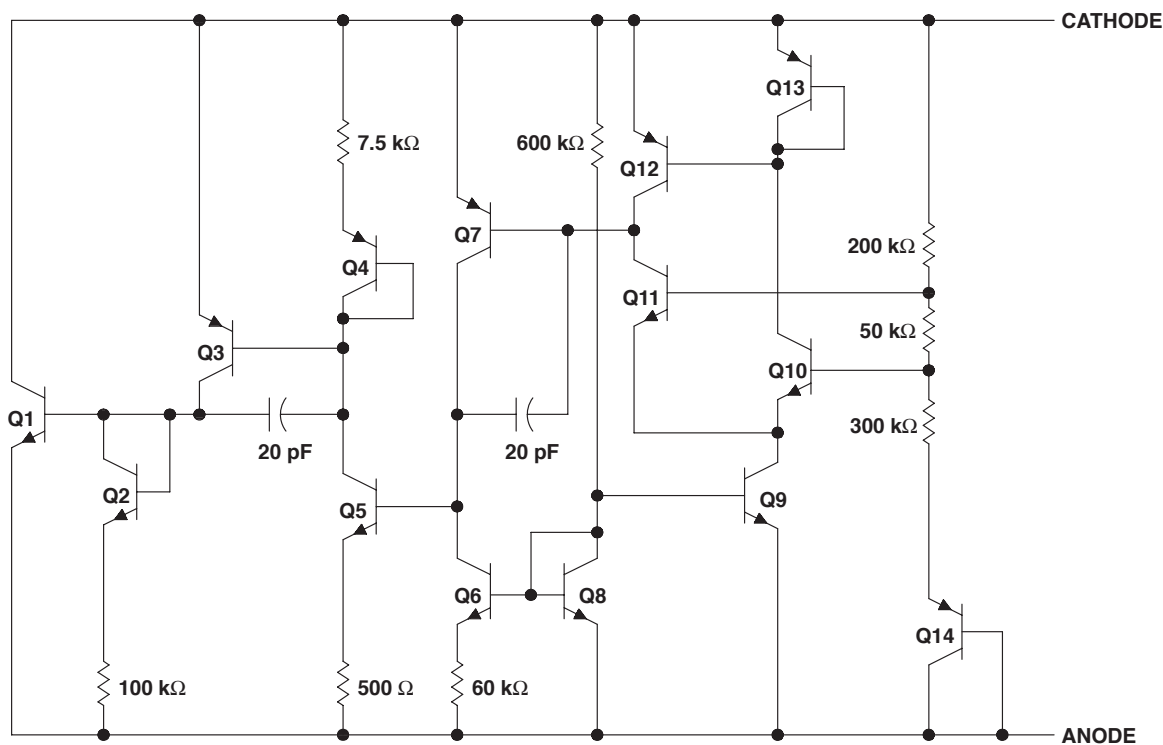 CATHODE
Q13
7.5 kΩ
600 kΩ
Q12
Q7
200 kΩ
Q4
Q11
50 kΩ
Q3
Q10
Q1
20 pF
20 pF
300 kΩ
Q2
Q5
Q9
Q6
Q8
Q14
100 kΩ
500 Ω
60 kΩ
ANODE